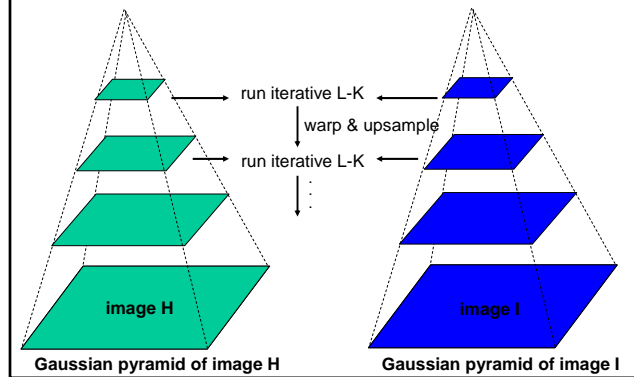 run iterative L-K
warp & upsample
run iterative L-K
.
.
.
image H
image I
Gaussian pyramid of image H
Gaussian pyramid of image I